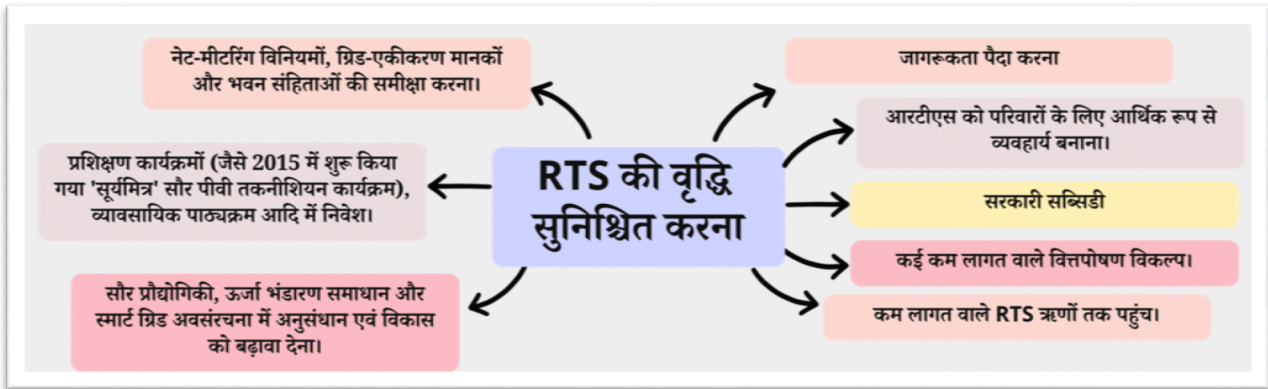 नेट-मीटरिंग विनियमों, ग्रिड-एकीकरण मानकों
और भवन संहिताओं की समीक्षा करना।
प्रशिक्षण कार्यक्रमों (जैसे 2015 में शुरू किया
गया 'सूर्यमित्र' सौर पीवी तकनीशियन कार्यक्रम),
व्यावसायिक पाठ्यक्रम आदि में निवेश।
सौर प्रौद्योगिकी, ऊर्जा भंडारण समाधान और
स्मार्ट ग्रिड अवसंरचना में अनुसंधान एवं विकास
को बढ़ावा देना।
RTS की वृद्धि
सुनिश्चित करना
जागरूकता पैदा करना
आरटीएस को परिवारों के लिए आर्थिक रूप से
व्यवहार्य बनाना।
सरकारी सब्सिडी
कई कम लागत वाले वित्तपोषण विकल्प।
कम लागत वाले RTS ऋणों तक पहुंच।